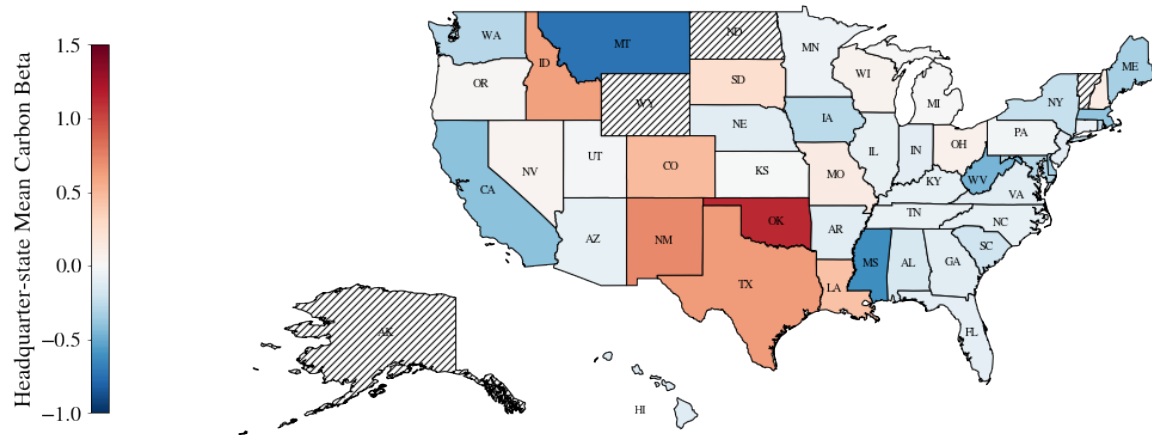 Headquarter-state Mean Carbon Beta
1.5
1.0
0.5
0.0
−0.5
−1.0
WA
MT
ND
MN
ME
ID
OR
SD
WI
MI
NY
WY
IA
NE
PA
NV
UT
CO
KS
IL
IN
OH
MO
CA
KY
WV
VA
AZ
NM
OK
AR
TN
NC
SC
MS
AL
GA
TX
LA
FL
AK
HI